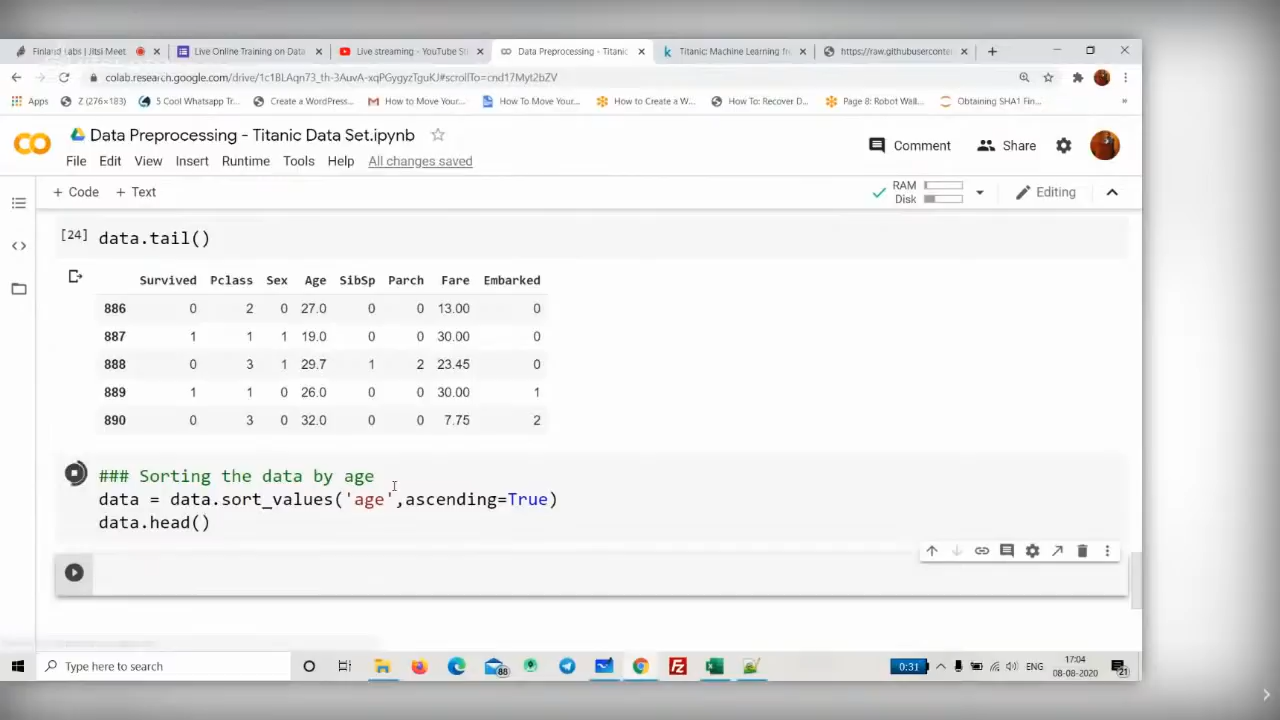 Finland Labs | Jitsi Meet
Live Online Training on Data
Live streaming - YouTube St
Data Preprocessing - Titanic
Titanic: Machine Learning from
https://raw.githubuserconte
colab.research.google.com/drive/1c1BLAqn73_th-3AuvA-xqPGygyzTguKJ#scrollTo=cnd17Myt2bZV
Apps
Z (276×183)
5 Cool Whatsapp Tr...
Create a WordPress...
How to Move Your...
How To Move Your...
How to Create a W...
How To: Recover D...
Page 8: Robot Wall...
Obtaining SHA1 Fin...
»
CO
Data Preprocessing - Titanic Data Set.ipynb
Comment
Share
File Edit View Insert Runtime Tools Help All changes saved
+ Code + Text
RAM
Disk
Editing
[24] data.tail()
Survived Pclass Sex Age SibSp Parch Fare Embarked
886 0 2 0 27.0 0 0 13.00 0
887 1 1 1 19.0 0 0 30.00 0
888 0 3 1 29.7 1 2 23.45 0
889 1 1 0 26.0 0 0 30.00 1
890 0 3 0 32.0 0 0 7.75 2
### Sorting the data by age
data = data.sort_values('age',ascending=True)
data.head()
Type here to search
88
0:31
ENG
17:04
08-08-2020
21